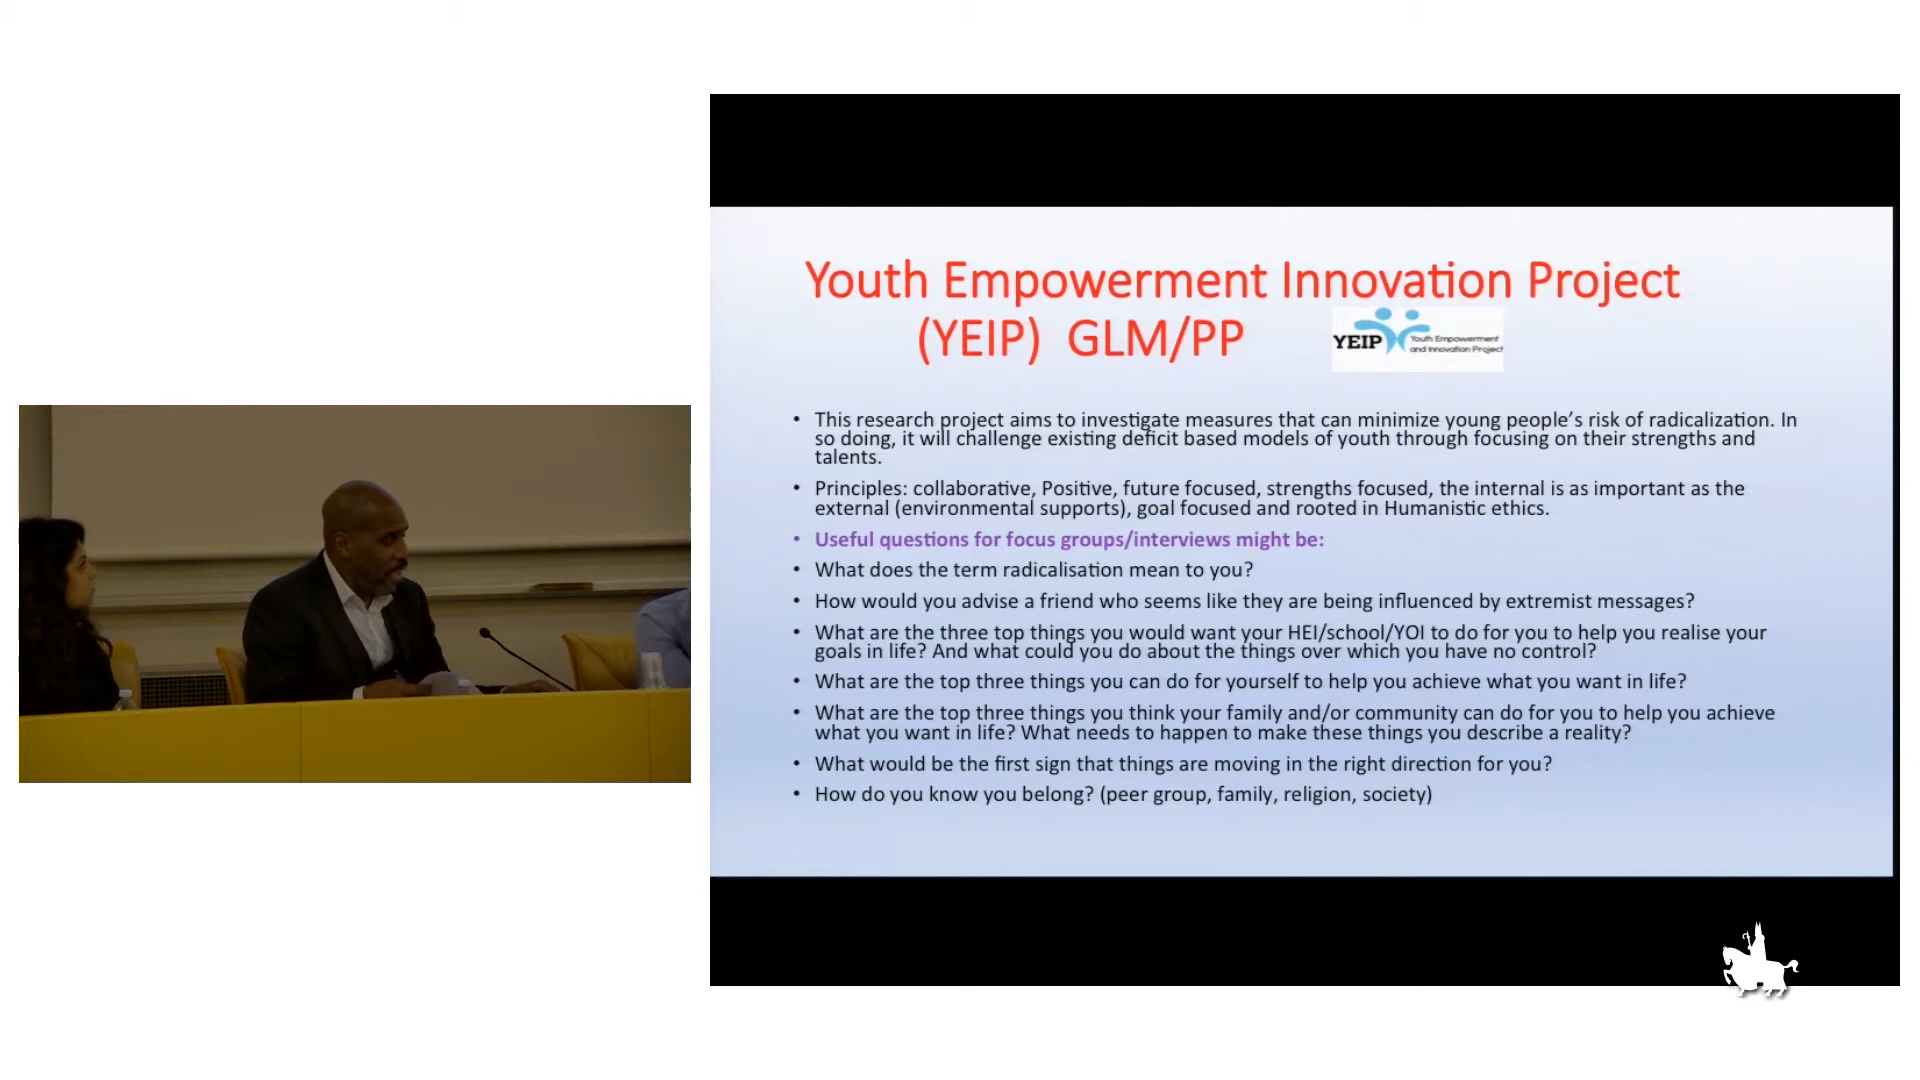 Youth Empowerment Innovation Project
(YEIP) GLM/PP
YEIP Youth Empowerment
and Innovation Project
• This research project aims to investigate measures that can minimize young people’s risk of radicalization. In
so doing, it will challenge existing deficit based models of youth through focusing on their strengths and
talents.
• Principles: collaborative, Positive, future focused, strengths focused, the internal is as important as the
external (environmental supports), goal focused and rooted in Humanistic ethics.
• Useful questions for focus groups/interviews might be:
• What does the term radicalisation mean to you?
• How would you advise a friend who seems like they are being influenced by extremist messages?
• What are the three top things you would want your HEI/school/YOI to do for you to help you realise your
goals in life? And what could you do about the things over which you have no control?
• What are the top three things you can do for yourself to help you achieve what you want in life?
• What are the top three things you think your family and/or community can do for you to help you achieve
what you want in life? What needs to happen to make these things you describe a reality?
• What would be the first sign that things are moving in the right direction for you?
• How do you know you belong? (peer group, family, religion, society)